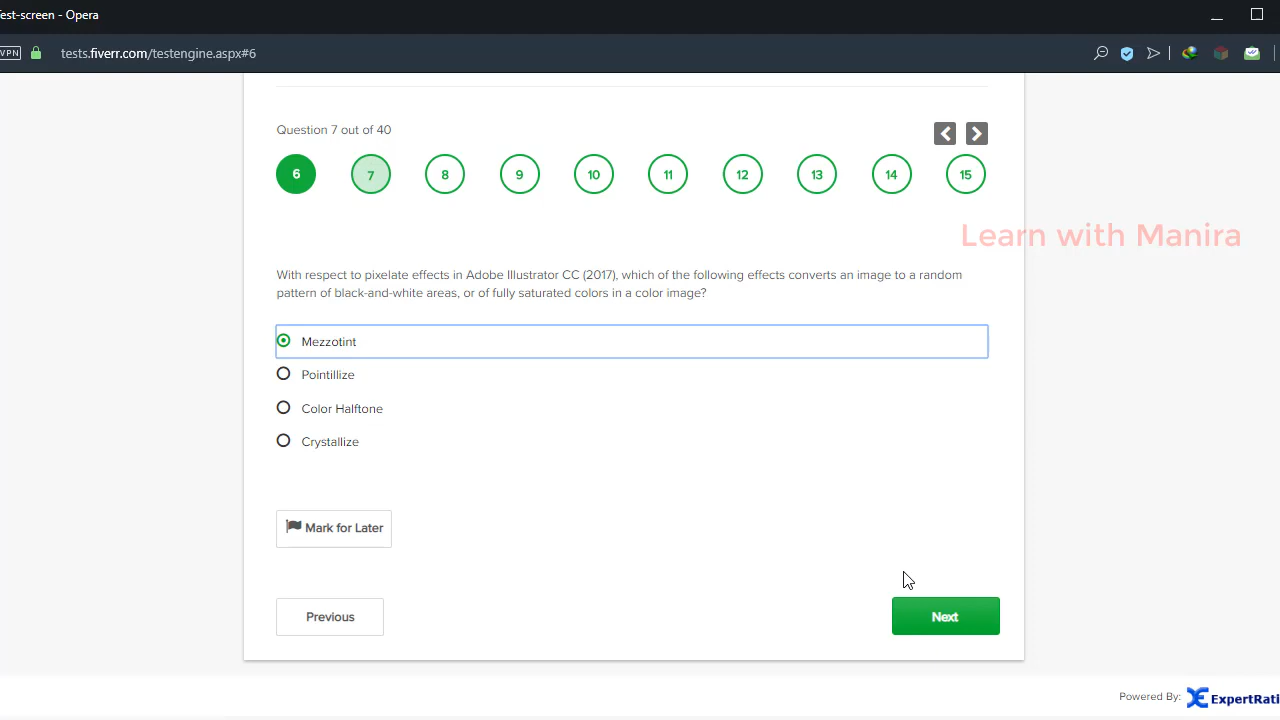 Test-screen - Opera
VPN
tests.fiverr.com/testengine.aspx#6
Question 7 out of 40
6 7 8 9 10 11 12 13 14 15
Learn with Manira
With respect to pixelate effects in Adobe Illustrator CC (2017), which of the following effects converts an image to a random
pattern of black-and-white areas, or of fully saturated colors in a color image?
Mezzotint
Pointillize
Color Halftone
Crystallize
Mark for Later
Previous
Next
Powered By:
ExpertRati